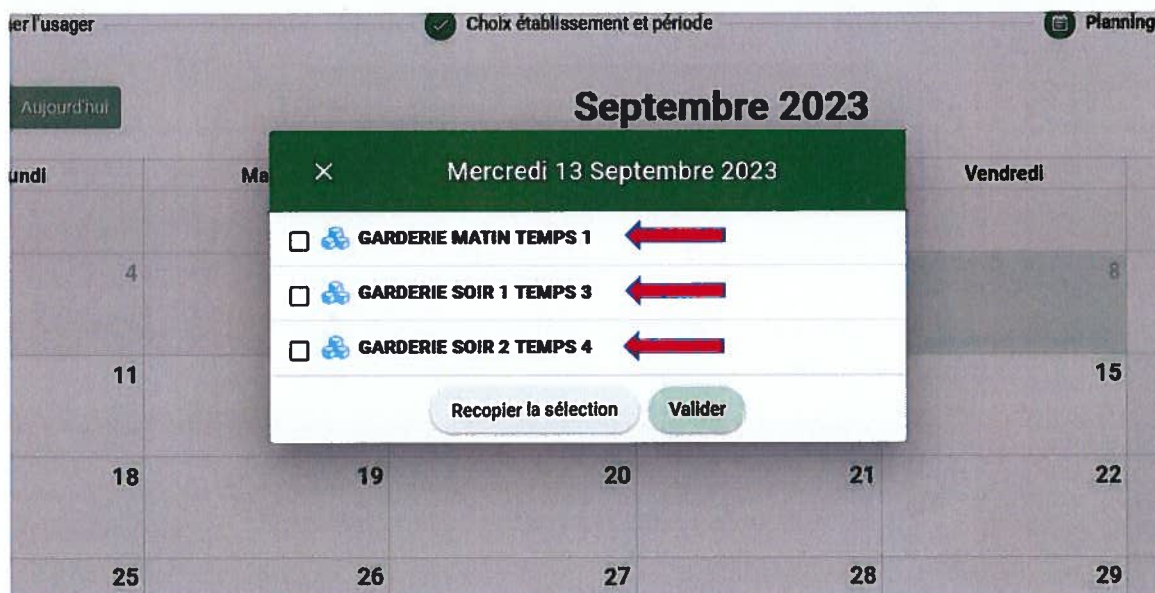 er l'usager Choix établissement et période Planning
Aujourd'hui
Septembre 2023
undi Ma Vendredi
Mercredi 13 Septembre 2023
GARDERIE MATIN TEMPS 1
4 8
GARDERIE SOIR 1 TEMPS 3
GARDERIE SOIR 2 TEMPS 4
11 15
Recopier la sélection Valider
18 19 20 21 22
25 26 27 28 29